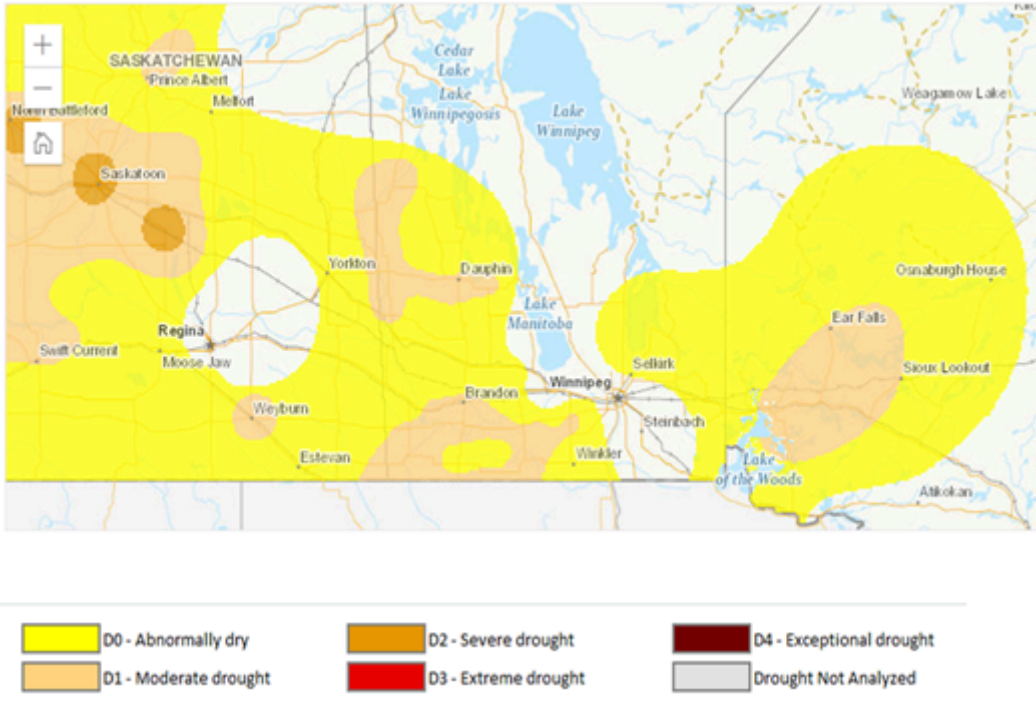 +
−
SASKATCHEWAN
Prince Albert
North Battleford
Melfort
Saskatoon
Cedar
Lake
Lake
Winnipegosis
Lake
Winnipeg
Weagamow Lake
Yorkton
Dauphin
Lake
Manitoba
Osnaburgh House
Ear Falls
Regina
Swift Current
Moose Jaw
Selkirk
Sioux Lookout
Winnipeg
Weyburn
Brandon
Steinbach
Estevan
Winkler
Lake
of the Woods
Atikokan
D0 - Abnormally dry
D2 - Severe drought
D4 - Exceptional drought
D1 - Moderate drought
D3 - Extreme drought
Drought Not Analyzed